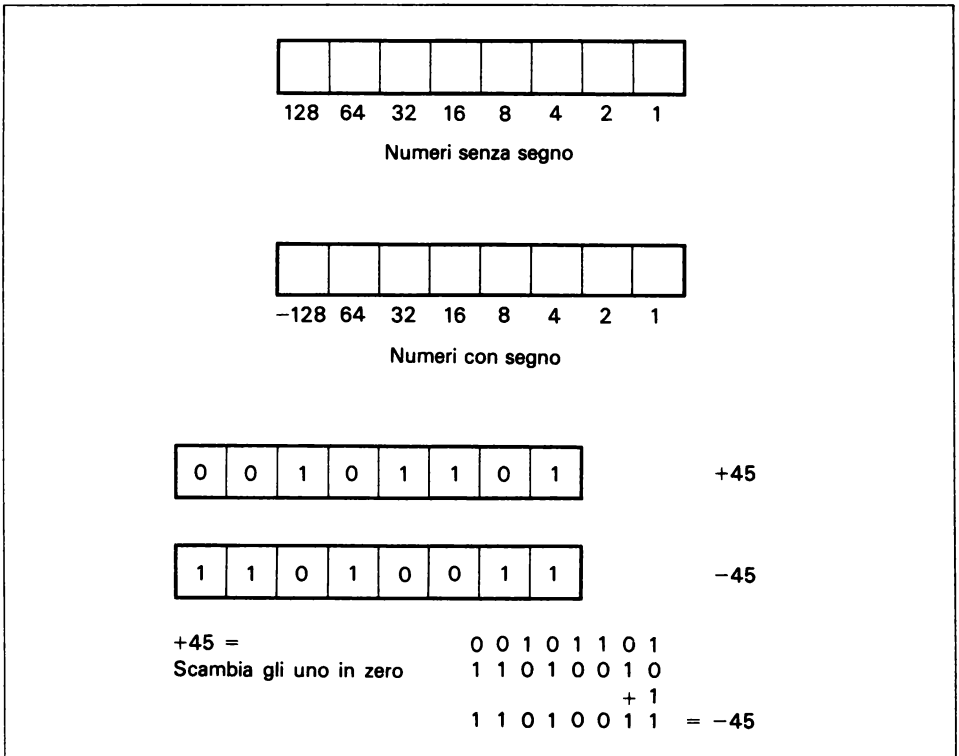 128 64 32 16 8 4 2 1
Numeri senza segno
−128 64 32 16 8 4 2 1
Numeri con segno
0 0 1 0 1 1 0 1 +45
1 1 0 1 0 0 1 1 −45
+45 = 0 0 1 0 1 1 0 1
Scambia gli uno in zero 1 1 0 1 0 0 1 0
+ 1
1 1 0 1 0 0 1 1 = −45